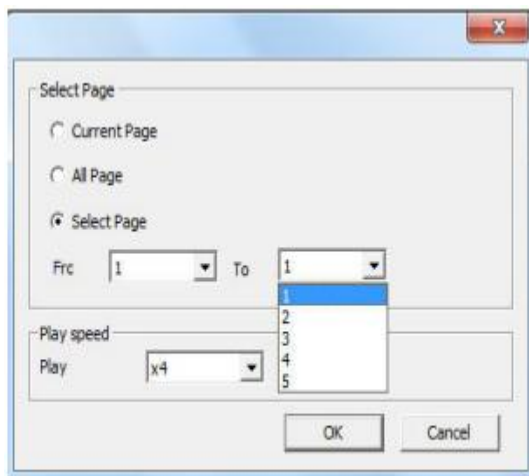 Select Page
Current Page
All Page
Select Page
Frc 1 To 1
1
2
3
4
5
Play speed
Play x4
OK Cancel